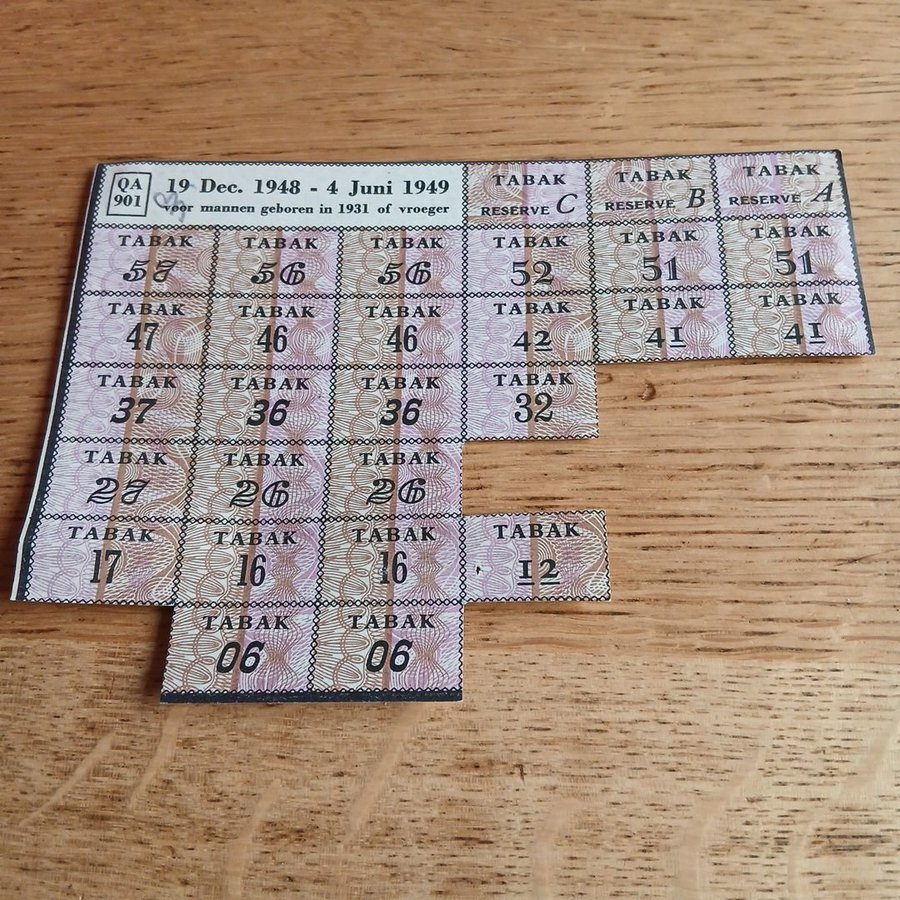 QA
901
19 Dec. 1948 - 4 Juni 1949
voor mannen geboren in 1931 of vroeger
TABAK
RESERVE C
TABAK
RESERVE B
TABAK
RESERVE A
TABAK TABAK TABAK TABAK TABAK TABAK
57 56 56 52 51 51
TABAK TABAK TABAK TABAK TABAK TABAK
47 46 46 42 41 41
TABAK TABAK TABAK TABAK
37 36 36 32
TABAK TABAK TABAK
27 26 26
TABAK TABAK TABAK TABAK
17 16 16 12
TABAK TABAK
06 06